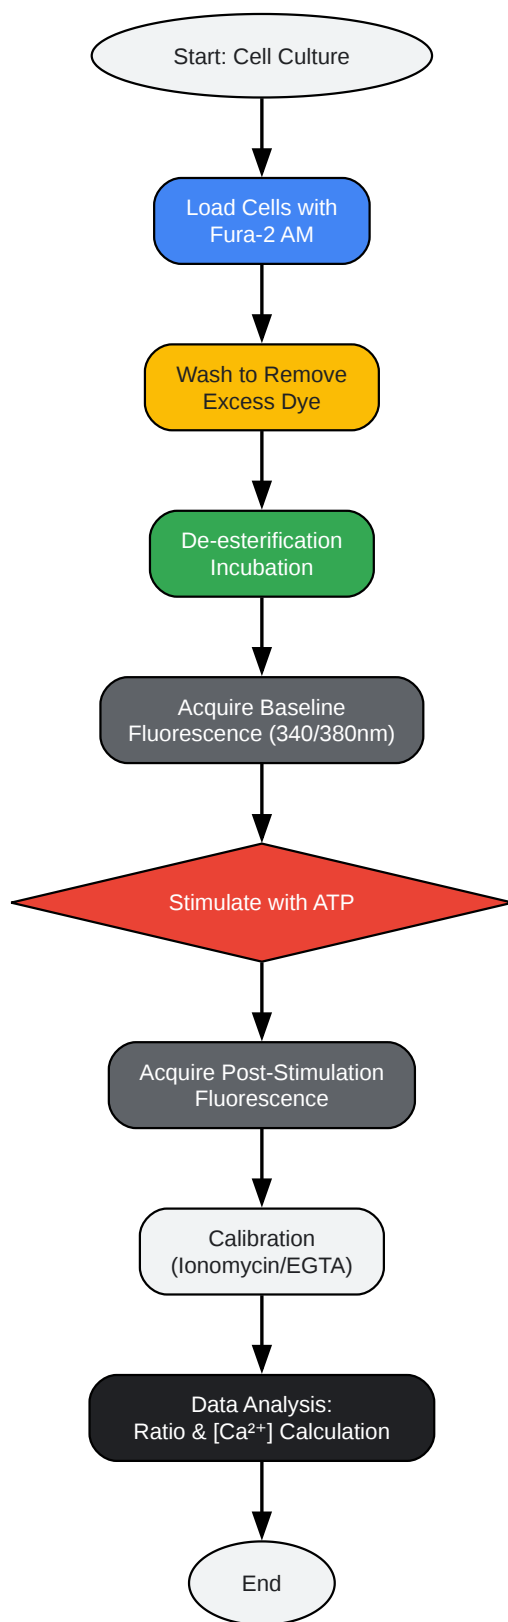 Start: Cell Culture
Load Cells with
Fura-2 AM
Wash to Remove
Excess Dye
De-esterification
Incubation
Acquire Baseline
Fluorescence (340/380nm)
Stimulate with ATP
Acquire Post-Stimulation
Fluorescence
Calibration
(Ionomycin/EGTA)
Data Analysis:
Ratio & [Ca²⁺] Calculation
End